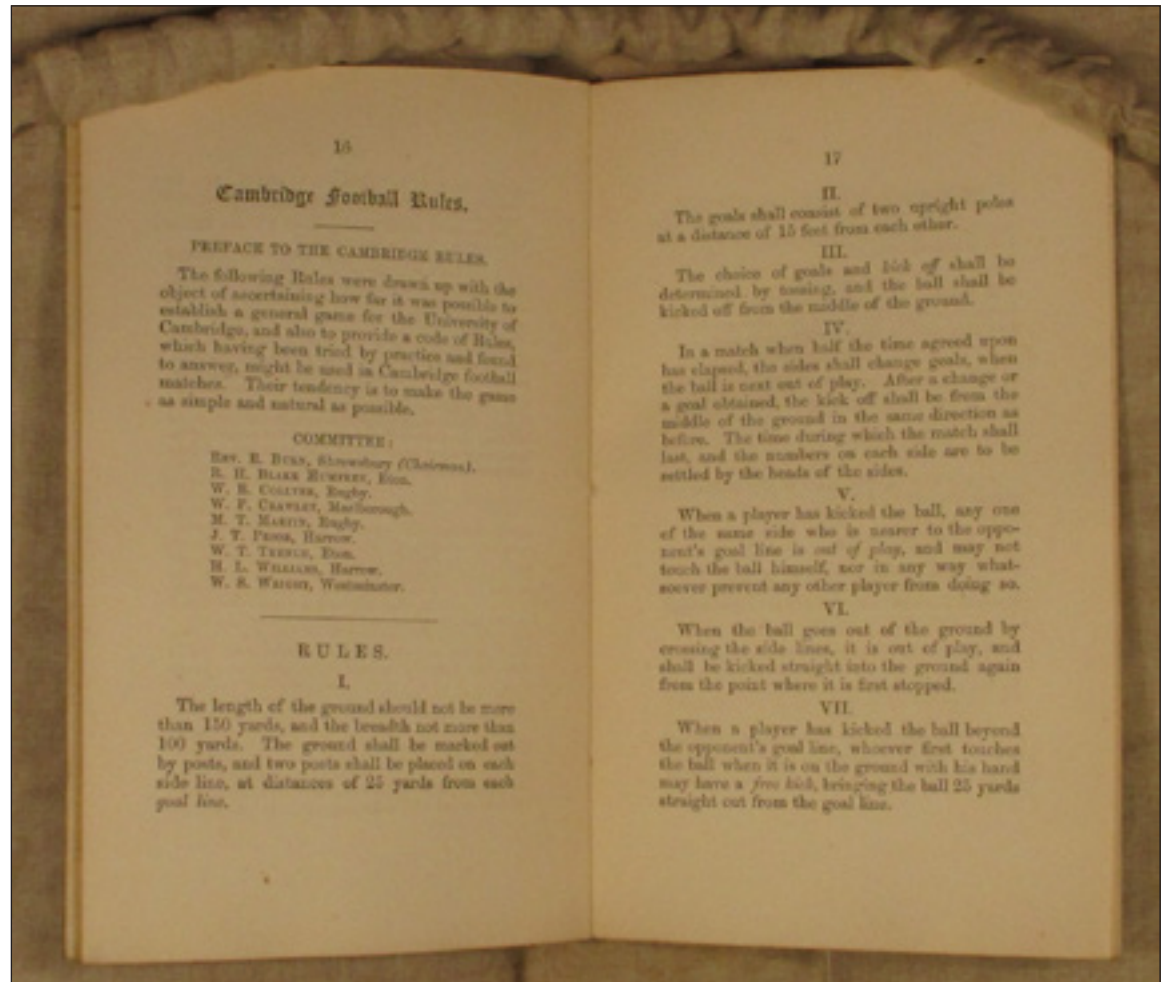 16
Cambridge Football Rules.
PREFACE TO THE CAMBRIDGE RULES.
The following Rules were drawn up with the
object of ascertaining how far it was possible to
establish a general game for the University of
Cambridge, and also to provide a code of Rules,
which having been tried by practice and found
to answer, might be used in Cambridge football
matches. Their tendency is to make the game
as simple and natural as possible.
COMMITTEE:
REV. R. BURN, Shrewsbury (Chairman).
R. H. BLAKE HUMFREY, Eton.
W. R. COLLYER, Rugby.
W. P. CRAWLEY, Marlborough.
M. T. MARTIN, Rugby.
J. T. PRIOR, Harrow.
W. T. TRENCH, Eton.
H. L. WILLIAMS, Harrow.
W. S. WRIGHT, Westminster.
RULES.
I.
The length of the ground should not be more
than 150 yards, and the breadth not more than
100 yards. The ground shall be marked out
by posts, and two posts shall be placed on each
side line, at distances of 25 yards from each
goal line.
17
II.
The goals shall consist of two upright poles
at a distance of 15 feet from each other.
III.
The choice of goals and kick off shall be
determined by tossing, and the ball shall be
kicked off from the middle of the ground.
IV.
In a match when half the time agreed upon
has elapsed, the sides shall change goals, when
the ball is next out of play. After a change or
a goal obtained, the kick off shall be from the
middle of the ground in the same direction as
before. The time during which the match shall
last, and the numbers on each side are to be
settled by the heads of the sides.
V.
When a player has kicked the ball, any one
of the same side who is nearer to the oppo-
nent's goal line is out of play, and may not
touch the ball himself, nor in any way what-
soever prevent any other player from doing so.
VI.
When the ball goes out of the ground by
crossing the side lines, it is out of play, and
shall be kicked straight into the ground again
from the point where it is first stopped.
VII.
When a player has kicked the ball beyond
the opponent's goal line, whoever first touches
the ball when it is on the ground with his hand
may have a free kick, bringing the ball 25 yards
straight out from the goal line.